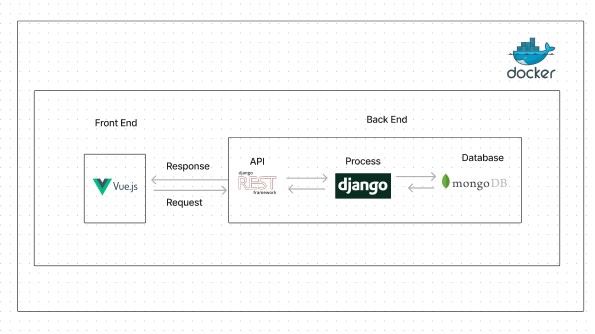 docker
Front End
Back End
Response
Request
Vue.js
API
django
REST
framework
Process
django
Database
mongoDB